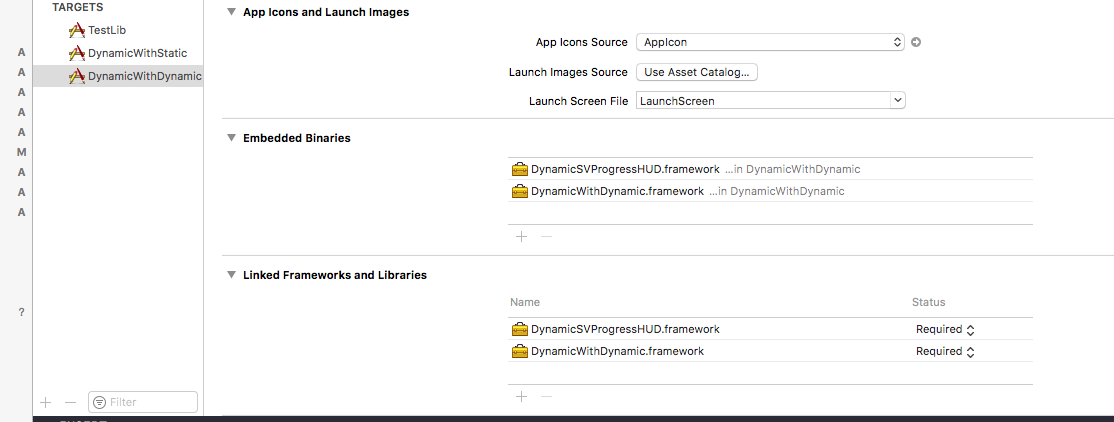 TARGETS
TestLib
DynamicWithStatic
DynamicWithDynamic
A
A
A
A
A
M
A
A
A
?
Filter
App Icons and Launch Images
App Icons Source AppIcon
Launch Images Source Use Asset Catalog...
Launch Screen File LaunchScreen
Embedded Binaries
DynamicSVProgressHUD.framework ...in DynamicWithDynamic
DynamicWithDynamic.framework ...in DynamicWithDynamic
Linked Frameworks and Libraries
Name Status
DynamicSVProgressHUD.framework Required
DynamicWithDynamic.framework Required